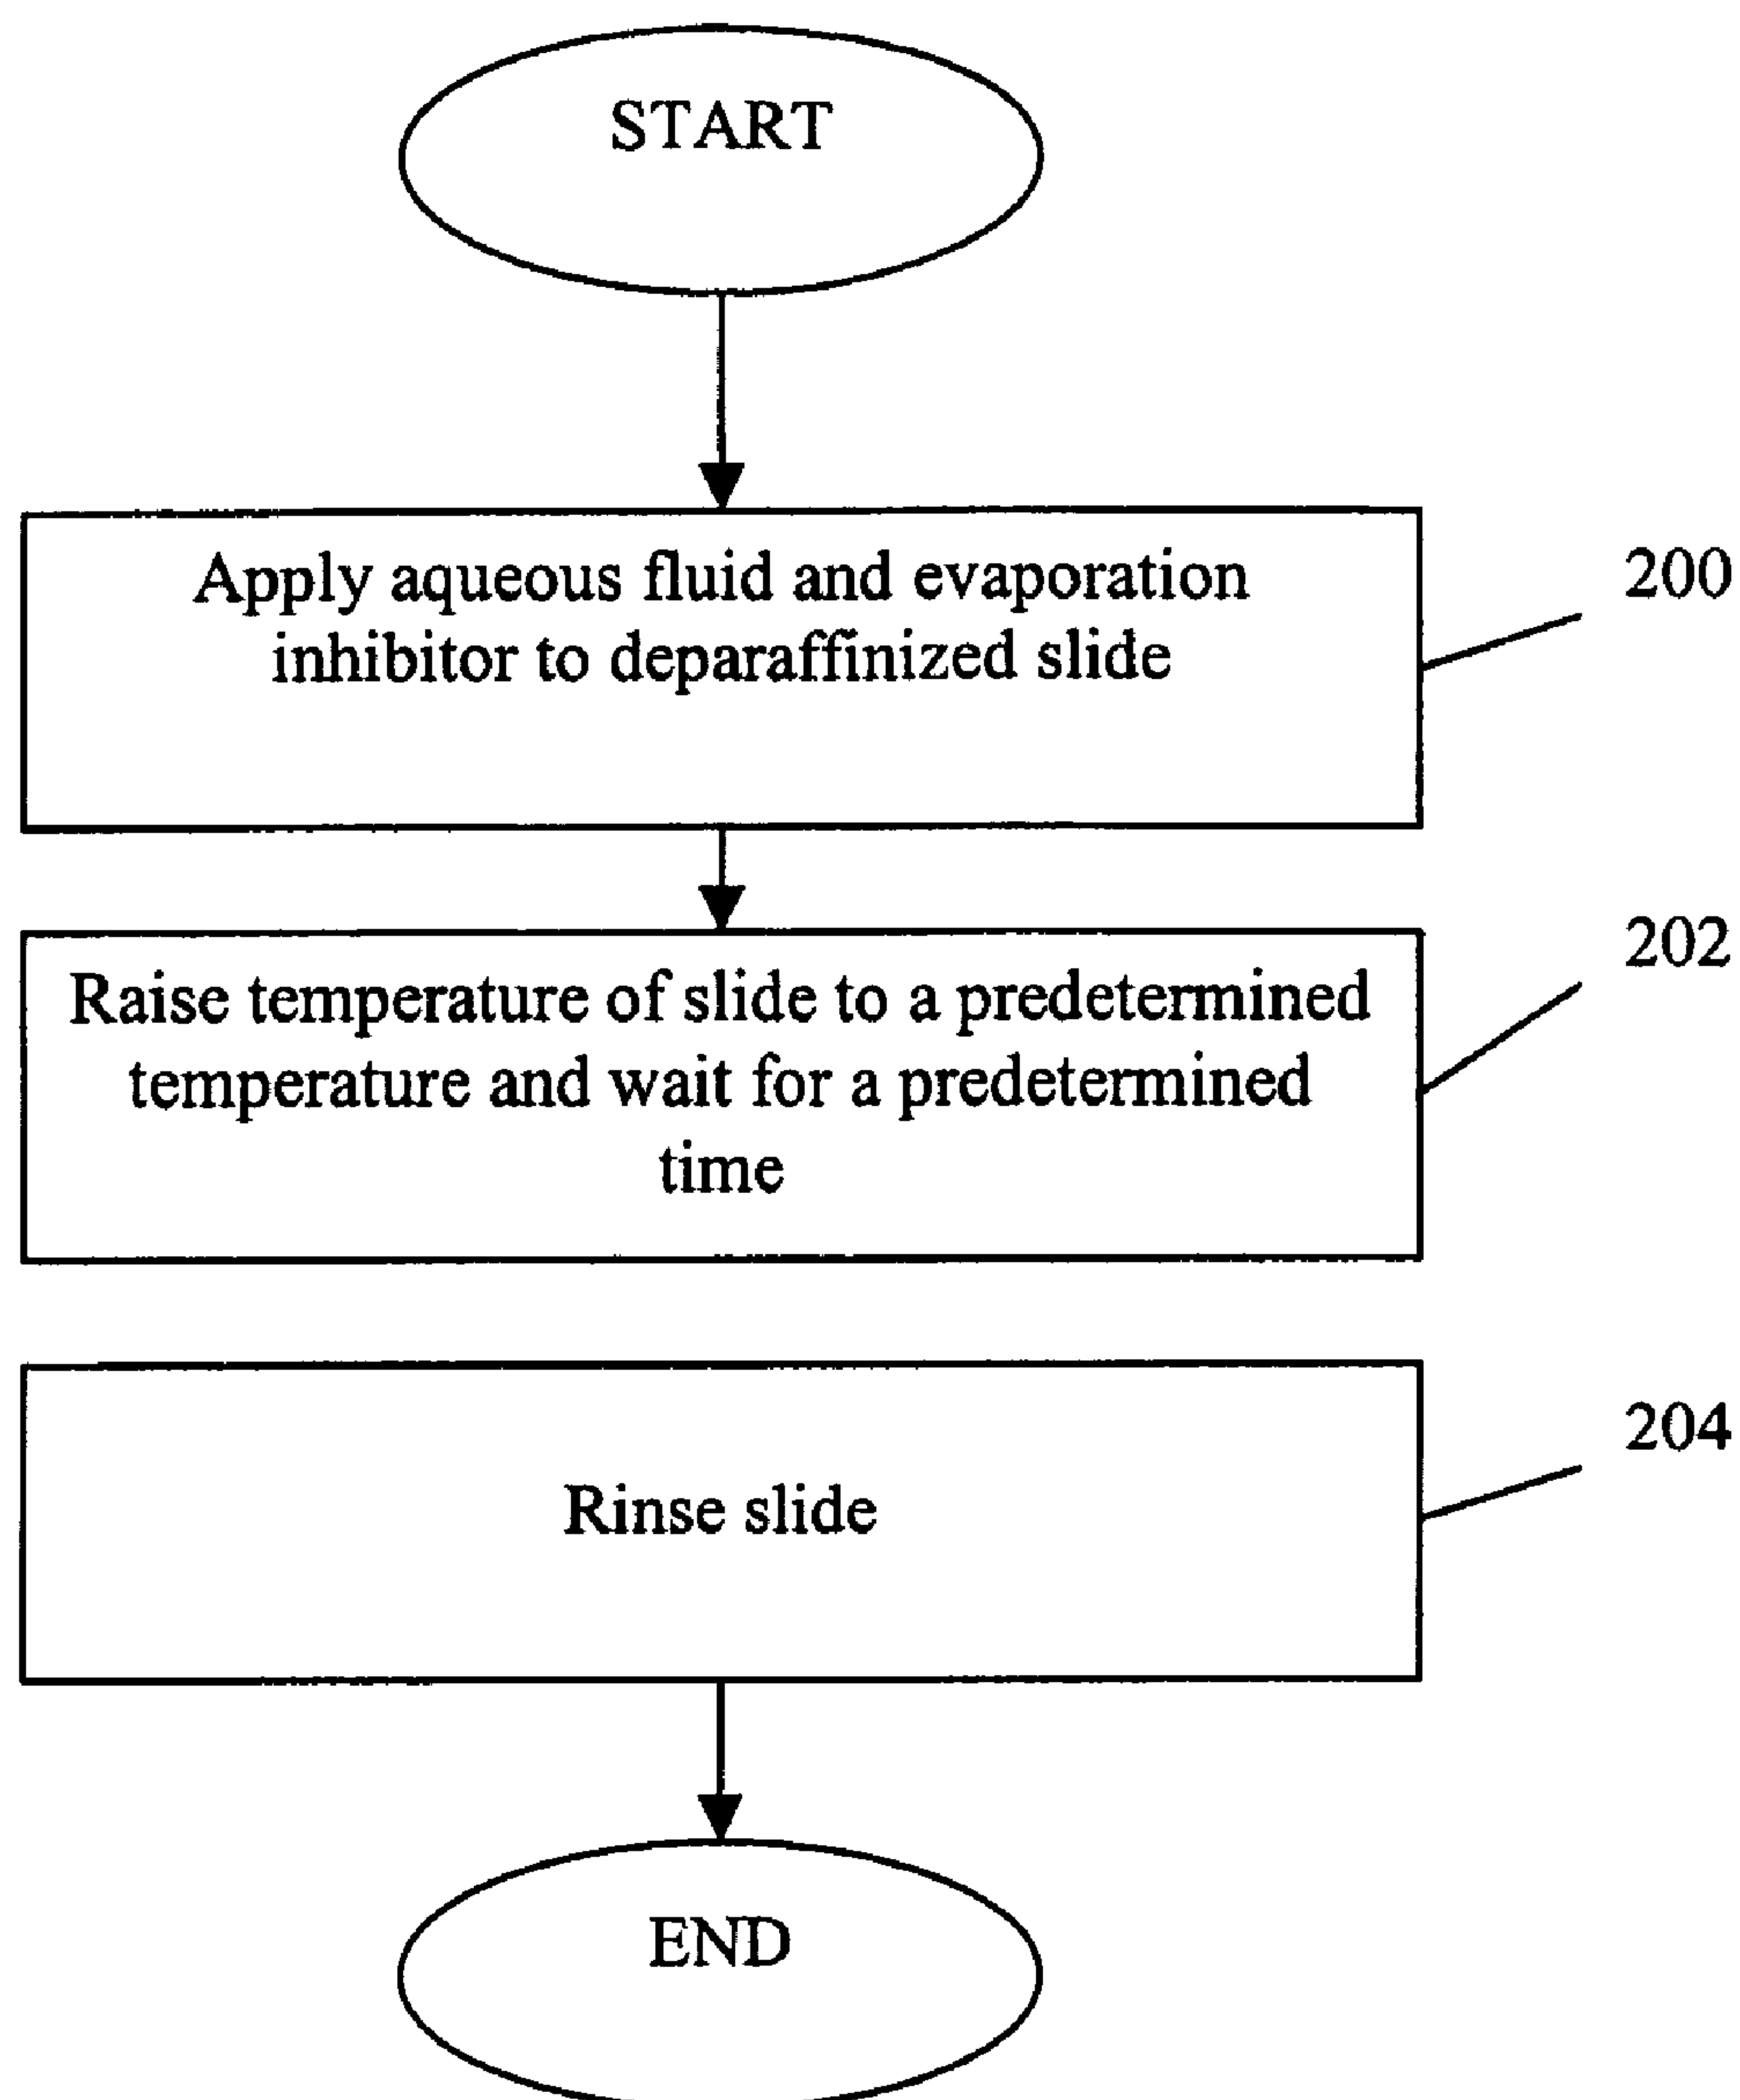 START
Apply aqueous fluid and evaporation
inhibitor to deparaffinized slide
200
Raise temperature of slide to a predetermined
temperature and wait for a predetermined
time
202
Rinse slide
204
END